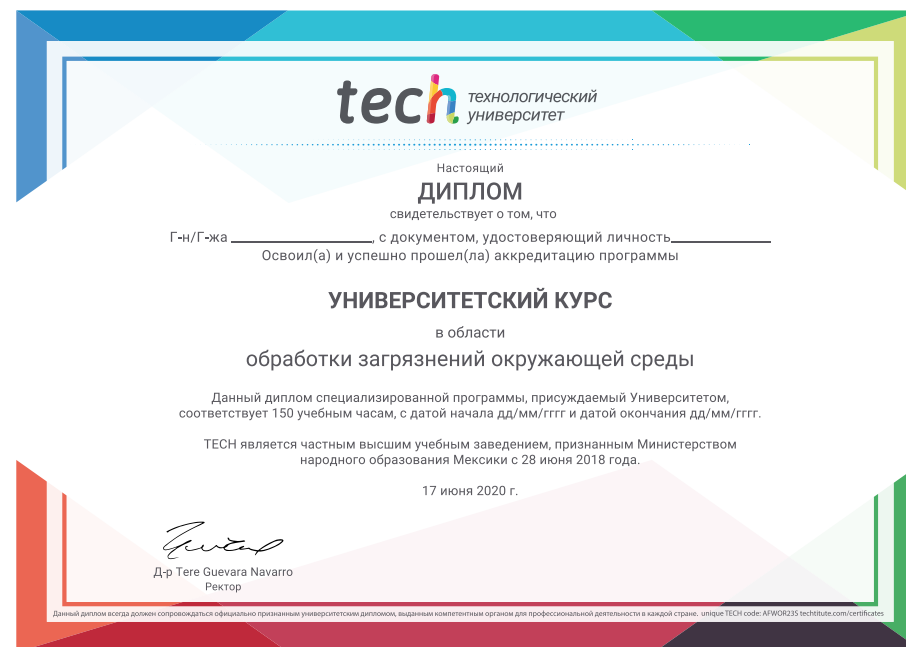 tech технологический
университет
Настоящий
ДИПЛОМ
свидетельствует о том, что
Г-н/Г-жа ____________________, с документом, удостоверяющий личность______________
Освоил(а) и успешно прошел(ла) аккредитацию программы
УНИВЕРСИТЕТСКИЙ КУРС
в области
обработки загрязнений окружающей среды
Данный диплом специализированной программы, присуждаемый Университетом,
соответствует 150 учебным часам, с датой начала дд/мм/гггг и датой окончания дд/мм/гггг.
TECH является частным высшим учебным заведением, признанным Министерством
народного образования Мексики с 28 июня 2018 года.
17 июня 2020 г.
Д-р Tere Guevara Navarro
Ректор
Данный диплом всегда должен сопровождаться официально признанным университетским дипломом, выданным компетентным органом для профессиональной деятельности в каждой стране. unique TECH code: AFWOR23S techtitute.com/certificates